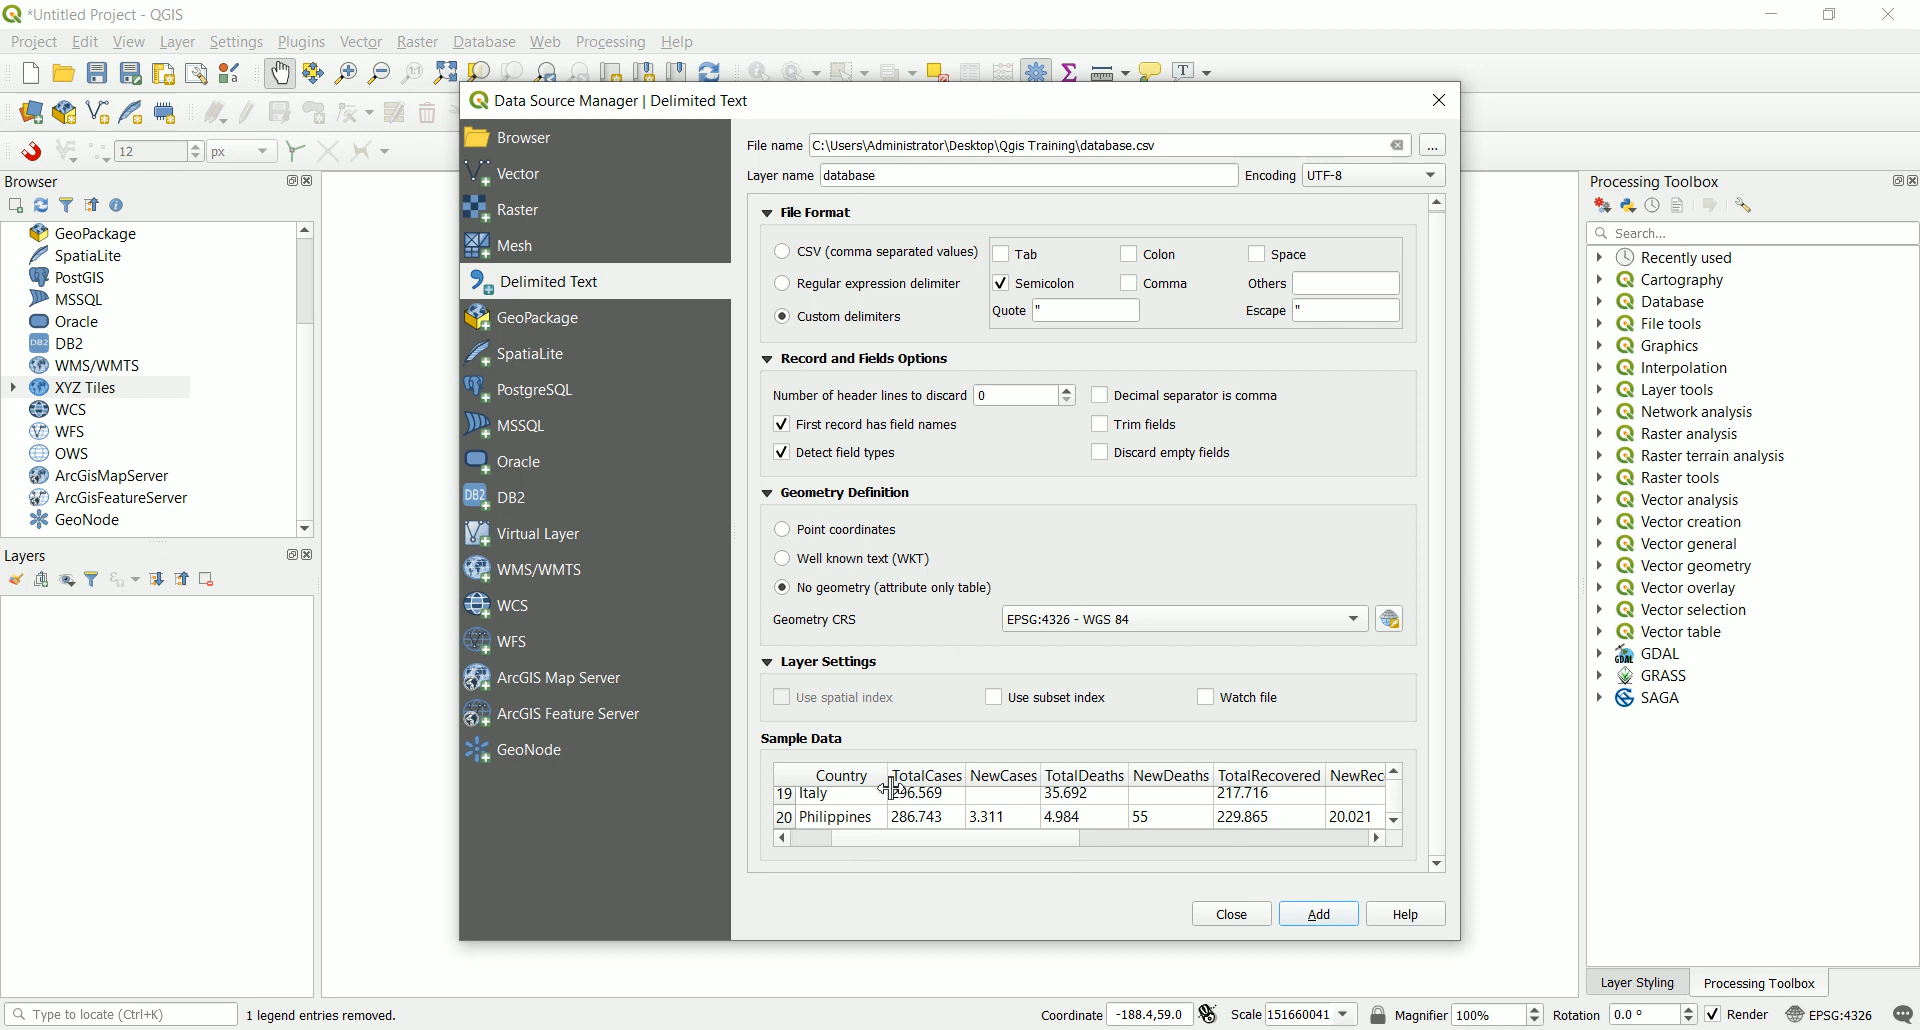 *Untitled Project - QGIS
Project Edit View Layer Settings Plugins Vector Raster Database Web Processing Help
12 px
Browser
GeoPackage
SpatiaLite
PostGIS
MSSQL
Oracle
DB2
WMS/WMTS
XYZ Tiles
WCS
WFS
OWS
ArcGisMapServer
ArcGisFeatureServer
GeoNode
Layers
Data Source Manager | Delimited Text
Browser
Vector
Raster
Mesh
Delimited Text
GeoPackage
SpatiaLite
PostgreSQL
MSSQL
Oracle
DB2
Virtual Layer
WMS/WMTS
WCS
WFS
ArcGIS Map Server
ArcGIS Feature Server
GeoNode
File name C:\Users\Administrator\Desktop\Qgis Training\database.csv ...
Layer name database Encoding UTF-8
File Format
CSV (comma separated values) Tab Colon Space
Regular expression delimiter Semicolon Comma Others
Custom delimiters Quote " Escape "
Record and Fields Options
Number of header lines to discard 0 Decimal separator is comma
First record has field names Trim fields
Detect field types Discard empty fields
Geometry Definition
Point coordinates
Well known text (WKT)
No geometry (attribute only table)
Geometry CRS EPSG:4326 - WGS 84
Layer Settings
Use spatial index Use subset index Watch file
Sample Data
Country TotalCases NewCases TotalDeaths NewDeaths TotalRecovered NewRec
19 Italy 296.569 35.692 217.716
20 Philippines 286.743 3.311 4.984 55 229.865 20.021
Close Add Help
Processing Toolbox
Search...
Recently used
Cartography
Database
File tools
Graphics
Interpolation
Layer tools
Network analysis
Raster analysis
Raster terrain analysis
Raster tools
Vector analysis
Vector creation
Vector general
Vector geometry
Vector overlay
Vector selection
Vector table
GDAL
GRASS
SAGA
Layer Styling Processing Toolbox
Type to locate (Ctrl+K) 1 legend entries removed. Coordinate -188.4,59.0 Scale 151660041 Magnifier 100% Rotation 0.0 ° Render EPSG:4326